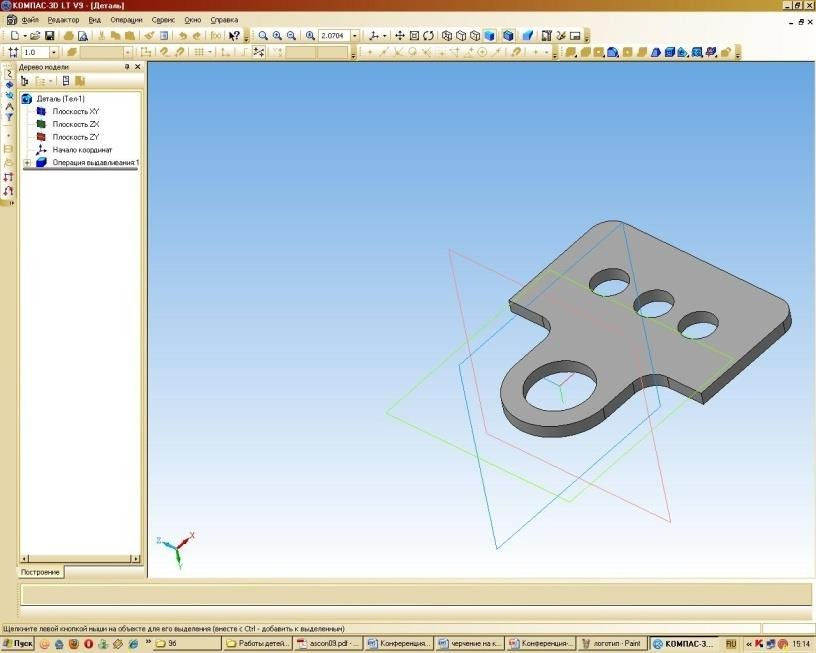 КОМПАС-3D LT V9 - [Деталь]
Файл Редактор Вид Операции Сервис Окно Справка
2.0704
1.0
Дерево модели
Деталь (Тел-1)
Плоскость XY
Плоскость ZX
Плоскость ZY
Начало координат
Операция выдавливания:1
Z X
Y
Построение
Щелкните левой кнопкой мыши на объекте для его выделения (вместе с Ctrl - добавить к выделенным)
Пуск » 9б Работы детей... ascon09.pdf - ... Конференция... черчение на к... Конференция-... логотип - Paint КОМПАС-3... RU « 15:14